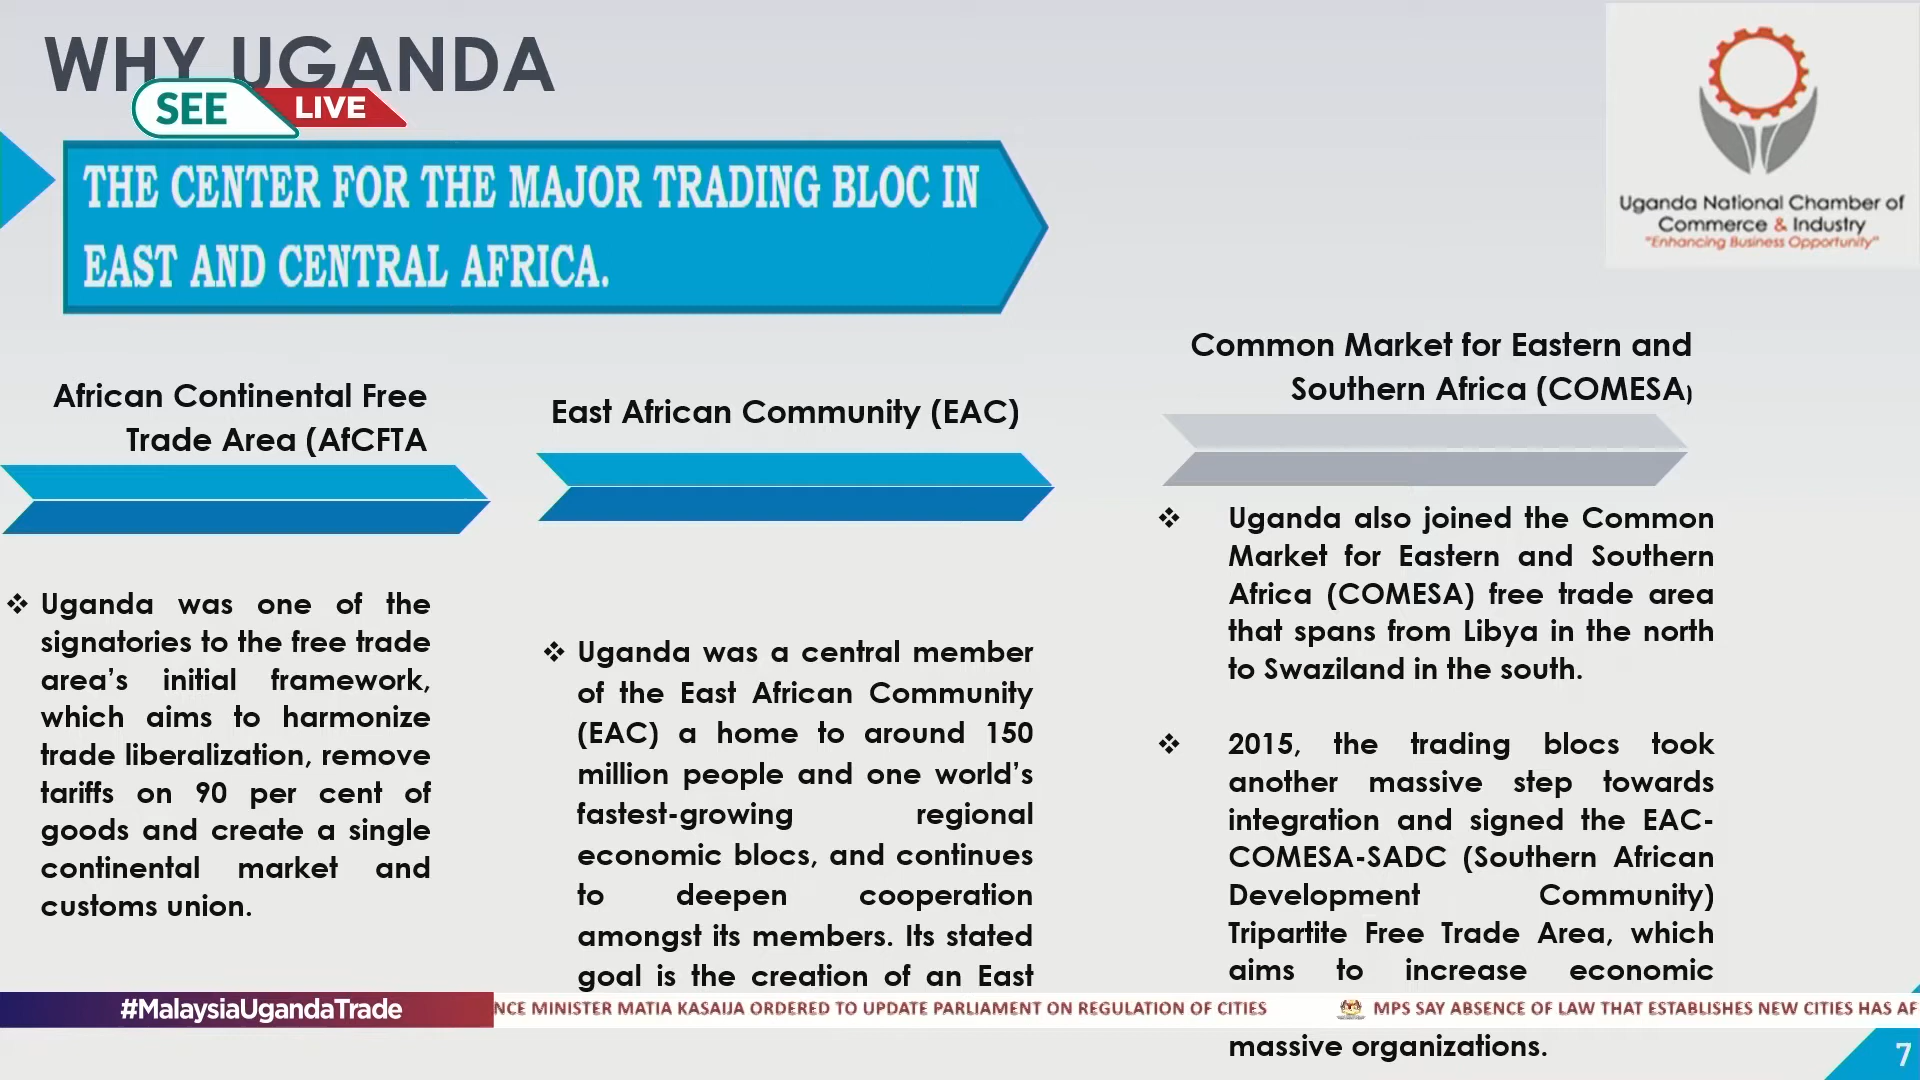 WHY UGANDA
SEE LIVE
THE CENTER FOR THE MAJOR TRADING BLOC IN
EAST AND CENTRAL AFRICA.
Uganda National Chamber of
Commerce & Industry
"Enhancing Business Opportunity"
African Continental Free
Trade Area (AfCFTA
Uganda was one of the
signatories to the free trade
area's initial framework,
which aims to harmonize
trade liberalization, remove
tariffs on 90 per cent of
goods and create a single
continental market and
customs union.
East African Community (EAC)
Uganda was a central member
of the East African Community
(EAC) a home to around 150
million people and one world's
fastest-growing regional
economic blocs, and continues
to deepen cooperation
amongst its members. Its stated
goal is the creation of an East
Common Market for Eastern and
Southern Africa (COMESA)
Uganda also joined the Common
Market for Eastern and Southern
Africa (COMESA) free trade area
that spans from Libya in the north
to Swaziland in the south.
2015, the trading blocs took
another massive step towards
integration and signed the EAC-
COMESA-SADC (Southern African
Development Community)
Tripartite Free Trade Area, which
aims to increase economic
massive organizations.
#MalaysiaUgandaTrade
NCE MINISTER MATIA KASAIJA ORDERED TO UPDATE PARLIAMENT ON REGULATION OF CITIES
MPS SAY ABSENCE OF LAW THAT ESTABLISHES NEW CITIES HAS AF
7